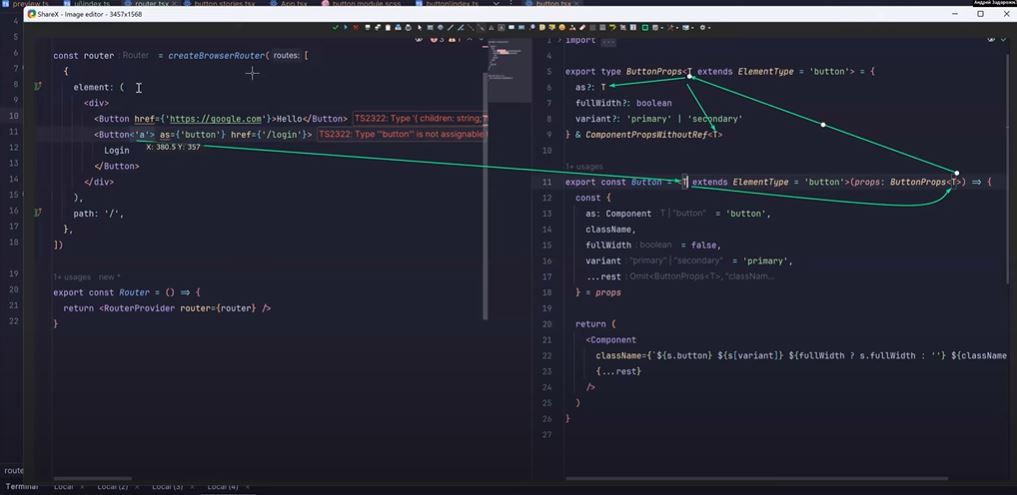 preview.ts
ui\index.ts
router.tsx
button.stories.tsx
App.tsx
button.module.scss
button\index.ts
button.tsx
Андрей Задорожн.
ShareX - Image editor - 3457x1568
4
5
6
7
8
9
10
11
12
13
14
15
16
17
18
19
20
21
22
const router : Router = createBrowserRouter( routes: [
{
element: (
<div>
<Button href={'https://google.com'}>Hello</Button> TS2322: Type '{ children: string;
<Button<'a'> as={'button'} href={'/login'}> TS2322: Type '"button"' is not assignable
X: 380.5 Y: 357
Login
</Button>
</div>
),
path: '/',
},
])
1+ usages new *
export const Router = () => {
return <RouterProvider router={router} />
}
1 import ...
4
5 export type ButtonProps<T extends ElementType = 'button'> = {
6 as?: T
7 fullWidth?: boolean
8 variant?: 'primary' | 'secondary'
9 } & ComponentPropsWithoutRef<T>
10
1+ usages
11 export const Button = <T extends ElementType = 'button'>(props: ButtonProps<T>) => {
12 const {
13 as: Component T | "button" = 'button',
14 className,
15 fullWidth : boolean = false,
16 variant "primary" | "secondary" = 'primary',
17 ...rest : Omit<ButtonProps<T>, "classNam...
18 } = props
19
20 return (
21 <Component
22 className={`${s.button} ${s[variant]} ${fullWidth ? s.fullWidth : ''} ${className
23 {...rest}
24 />
25 )
26 }
27
route
Terminal Local Local (2) Local (3) Local (4)